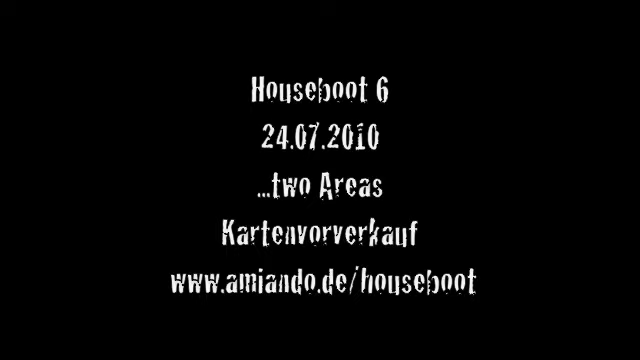 Houseboot 6
24.07.2010
...two Areas
Kartenvorverkauf
www.amiando.de/houseboot